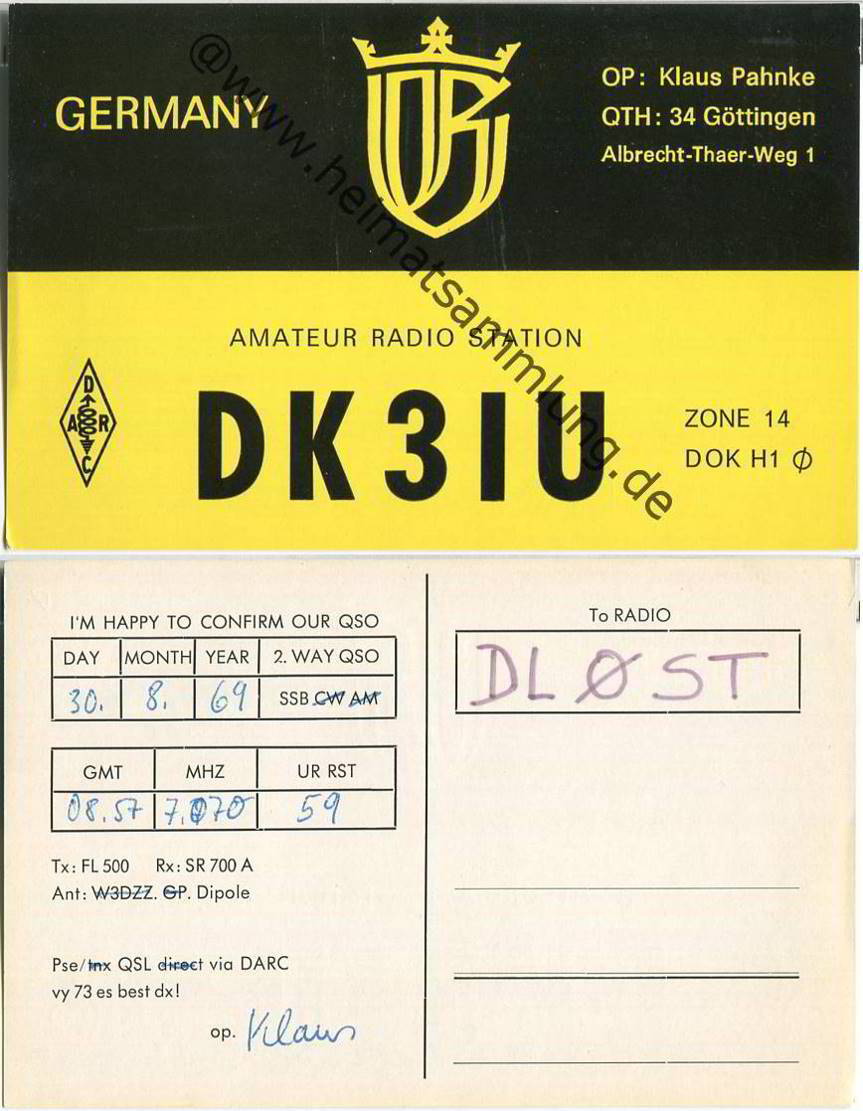 GERMANY
OP: Klaus Pahnke
QTH: 34 Göttingen
Albrecht-Thaer-Weg 1
@www.heimatsammlung.de
AMATEUR RADIO STATION
DARC
DK3IU
ZONE 14
DOK H1 Ø
I'M HAPPY TO CONFIRM OUR QSO
DAY MONTH YEAR 2. WAY QSO
30. 8. 69 SSB CW AM
GMT MHZ UR RST
08.57 7.070 59
Tx: FL 500 Rx: SR 700 A
Ant: W3DZZ. GP. Dipole
Pse/tnx QSL direct via DARC
vy 73 es best dx!
op. Klaus
To RADIO
DLØST